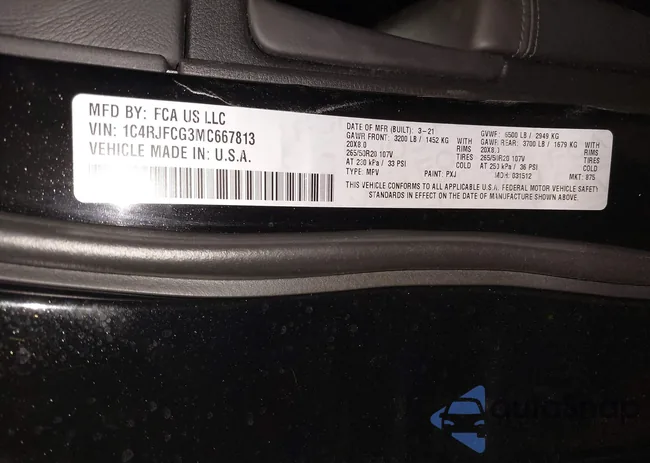 MFD BY: FCA US LLC
VIN: 1C4RJFCG3MC667813
VEHICLE MADE IN: U.S.A.
DATE OF MFR (BUILT): 3-21 GVWR: 6500 LB / 2949 KG
GAWR FRONT: 3200 LB / 1452 KG WITH GAWR REAR: 3700 LB / 1679 KG WITH
20X8.0 RIMS 20X8.0 RIMS
265/50R20 107V TIRES 265/50R20 107V TIRES
AT 230 kPa / 33 PSI COLD AT 250 kPa / 36 PSI COLD
TYPE: MPV PAINT: PXJ MDH: 031512 MKT: 875
THIS VEHICLE CONFORMS TO ALL APPLICABLE U.S.A. FEDERAL MOTOR VEHICLE SAFETY
STANDARDS IN EFFECT ON THE DATE OF MANUFACTURE SHOWN ABOVE.
autoSnap